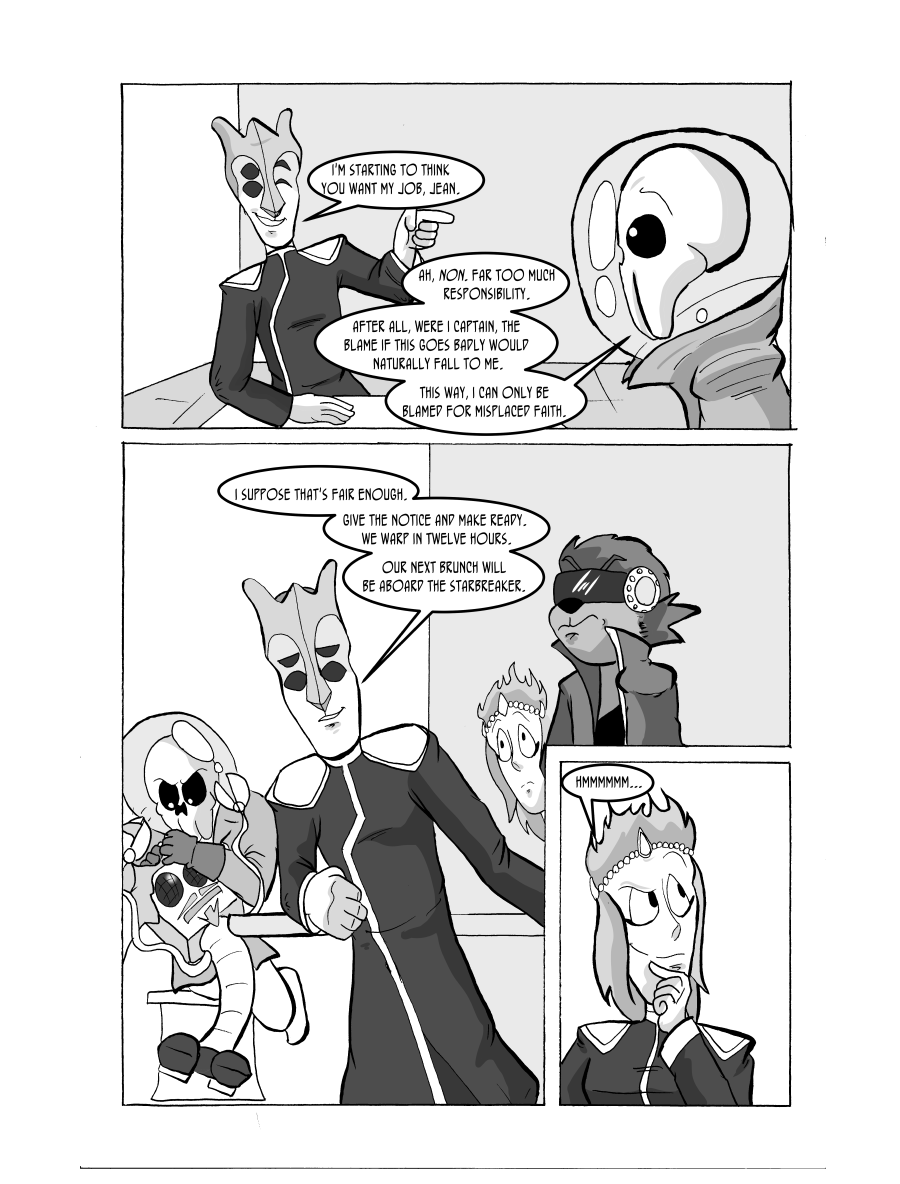 I'M STARTING TO THINK
YOU WANT MY JOB, JEAN.
AH, NON. FAR TOO MUCH
RESPONSIBILITY.
AFTER ALL, WERE I CAPTAIN, THE
BLAME IF THIS GOES BADLY WOULD
NATURALLY FALL TO ME.
THIS WAY, I CAN ONLY BE
BLAMED FOR MISPLACED FAITH.
I SUPPOSE THAT'S FAIR ENOUGH.
GIVE THE NOTICE AND MAKE READY.
WE WARP IN TWELVE HOURS.
OUR NEXT BRUNCH WILL
BE ABOARD THE STARBREAKER.
HMMMMMM...